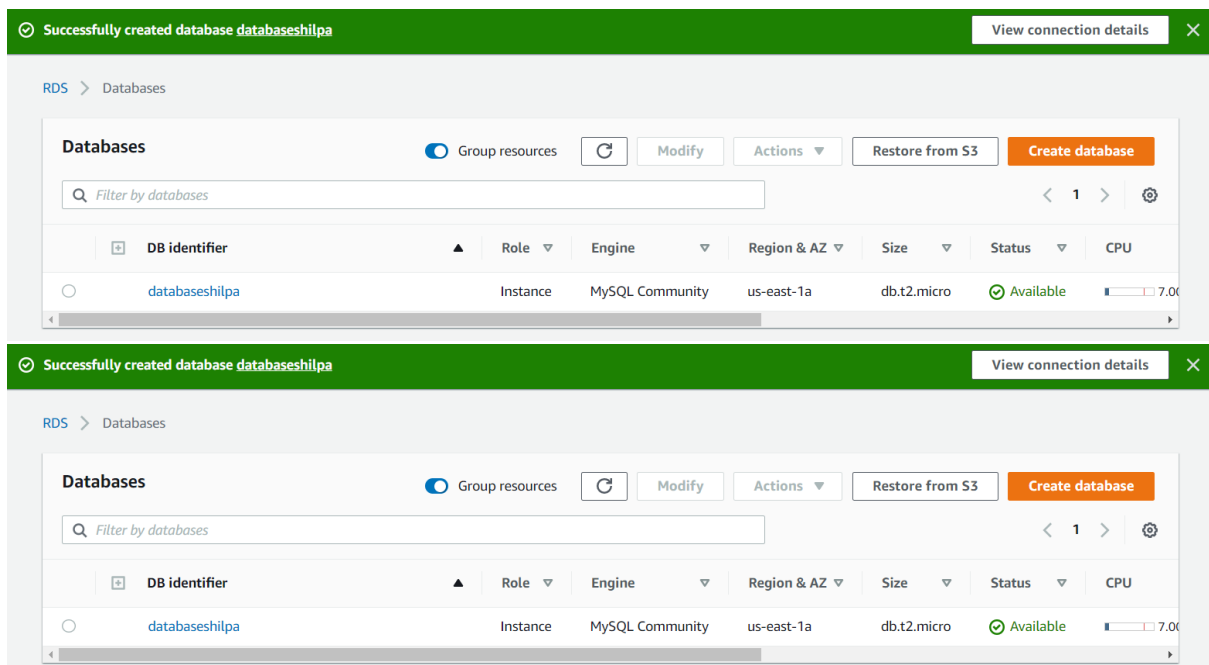 Successfully created database databaseshilpa View connection details
RDS > Databases
Databases Group resources Modify Actions Restore from S3 Create database
Filter by databases 1
DB identifier Role Engine Region & AZ Size Status CPU
databaseshilpa Instance MySQL Community us-east-1a db.t2.micro Available 7.00
Successfully created database databaseshilpa View connection details
RDS > Databases
Databases Group resources Modify Actions Restore from S3 Create database
Filter by databases 1
DB identifier Role Engine Region & AZ Size Status CPU
databaseshilpa Instance MySQL Community us-east-1a db.t2.micro Available 7.00